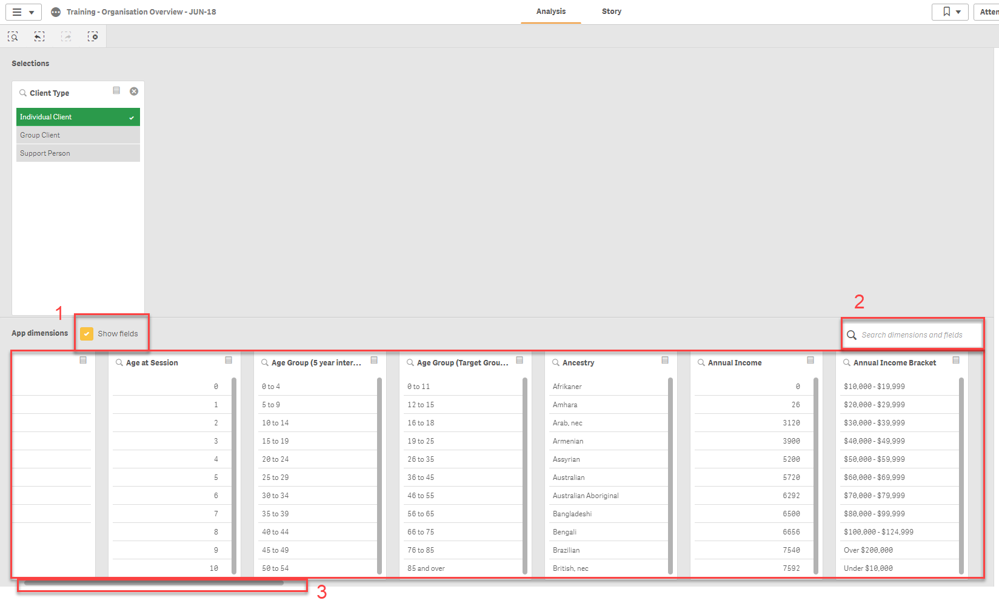 Training - Organisation Overview - JUN-18
Analysis
Story
Atten
Selections
Client Type
Individual Client
Group Client
Support Person
1
2
App dimensions
Show fields
Search dimensions and fields
Age at Session
0
1
2
3
4
5
6
7
8
9
10
Age Group (5 year inter...
0 to 4
5 to 9
10 to 14
15 to 19
20 to 24
25 to 29
30 to 34
35 to 39
40 to 44
45 to 49
50 to 54
Age Group (Target Grou...
0 to 11
12 to 15
16 to 18
19 to 25
26 to 35
36 to 45
46 to 55
56 to 65
66 to 75
76 to 85
85 and over
Ancestry
Afrikaner
Amhara
Arab, nec
Armenian
Assyrian
Australian
Australian Aboriginal
Bangladeshi
Bengali
Brazilian
British, nec
Annual Income
0
26
3120
3900
5200
5720
6292
6500
6656
7540
7592
Annual Income Bracket
$10,000 - $19,999
$20,000 - $29,999
$30,000 - $39,999
$40,000 - $49,999
$50,000 - $59,999
$60,000 - $69,999
$70,000 - $79,999
$80,000 - $99,999
$100,000 - $124,999
Over $200,000
Under $10,000
3